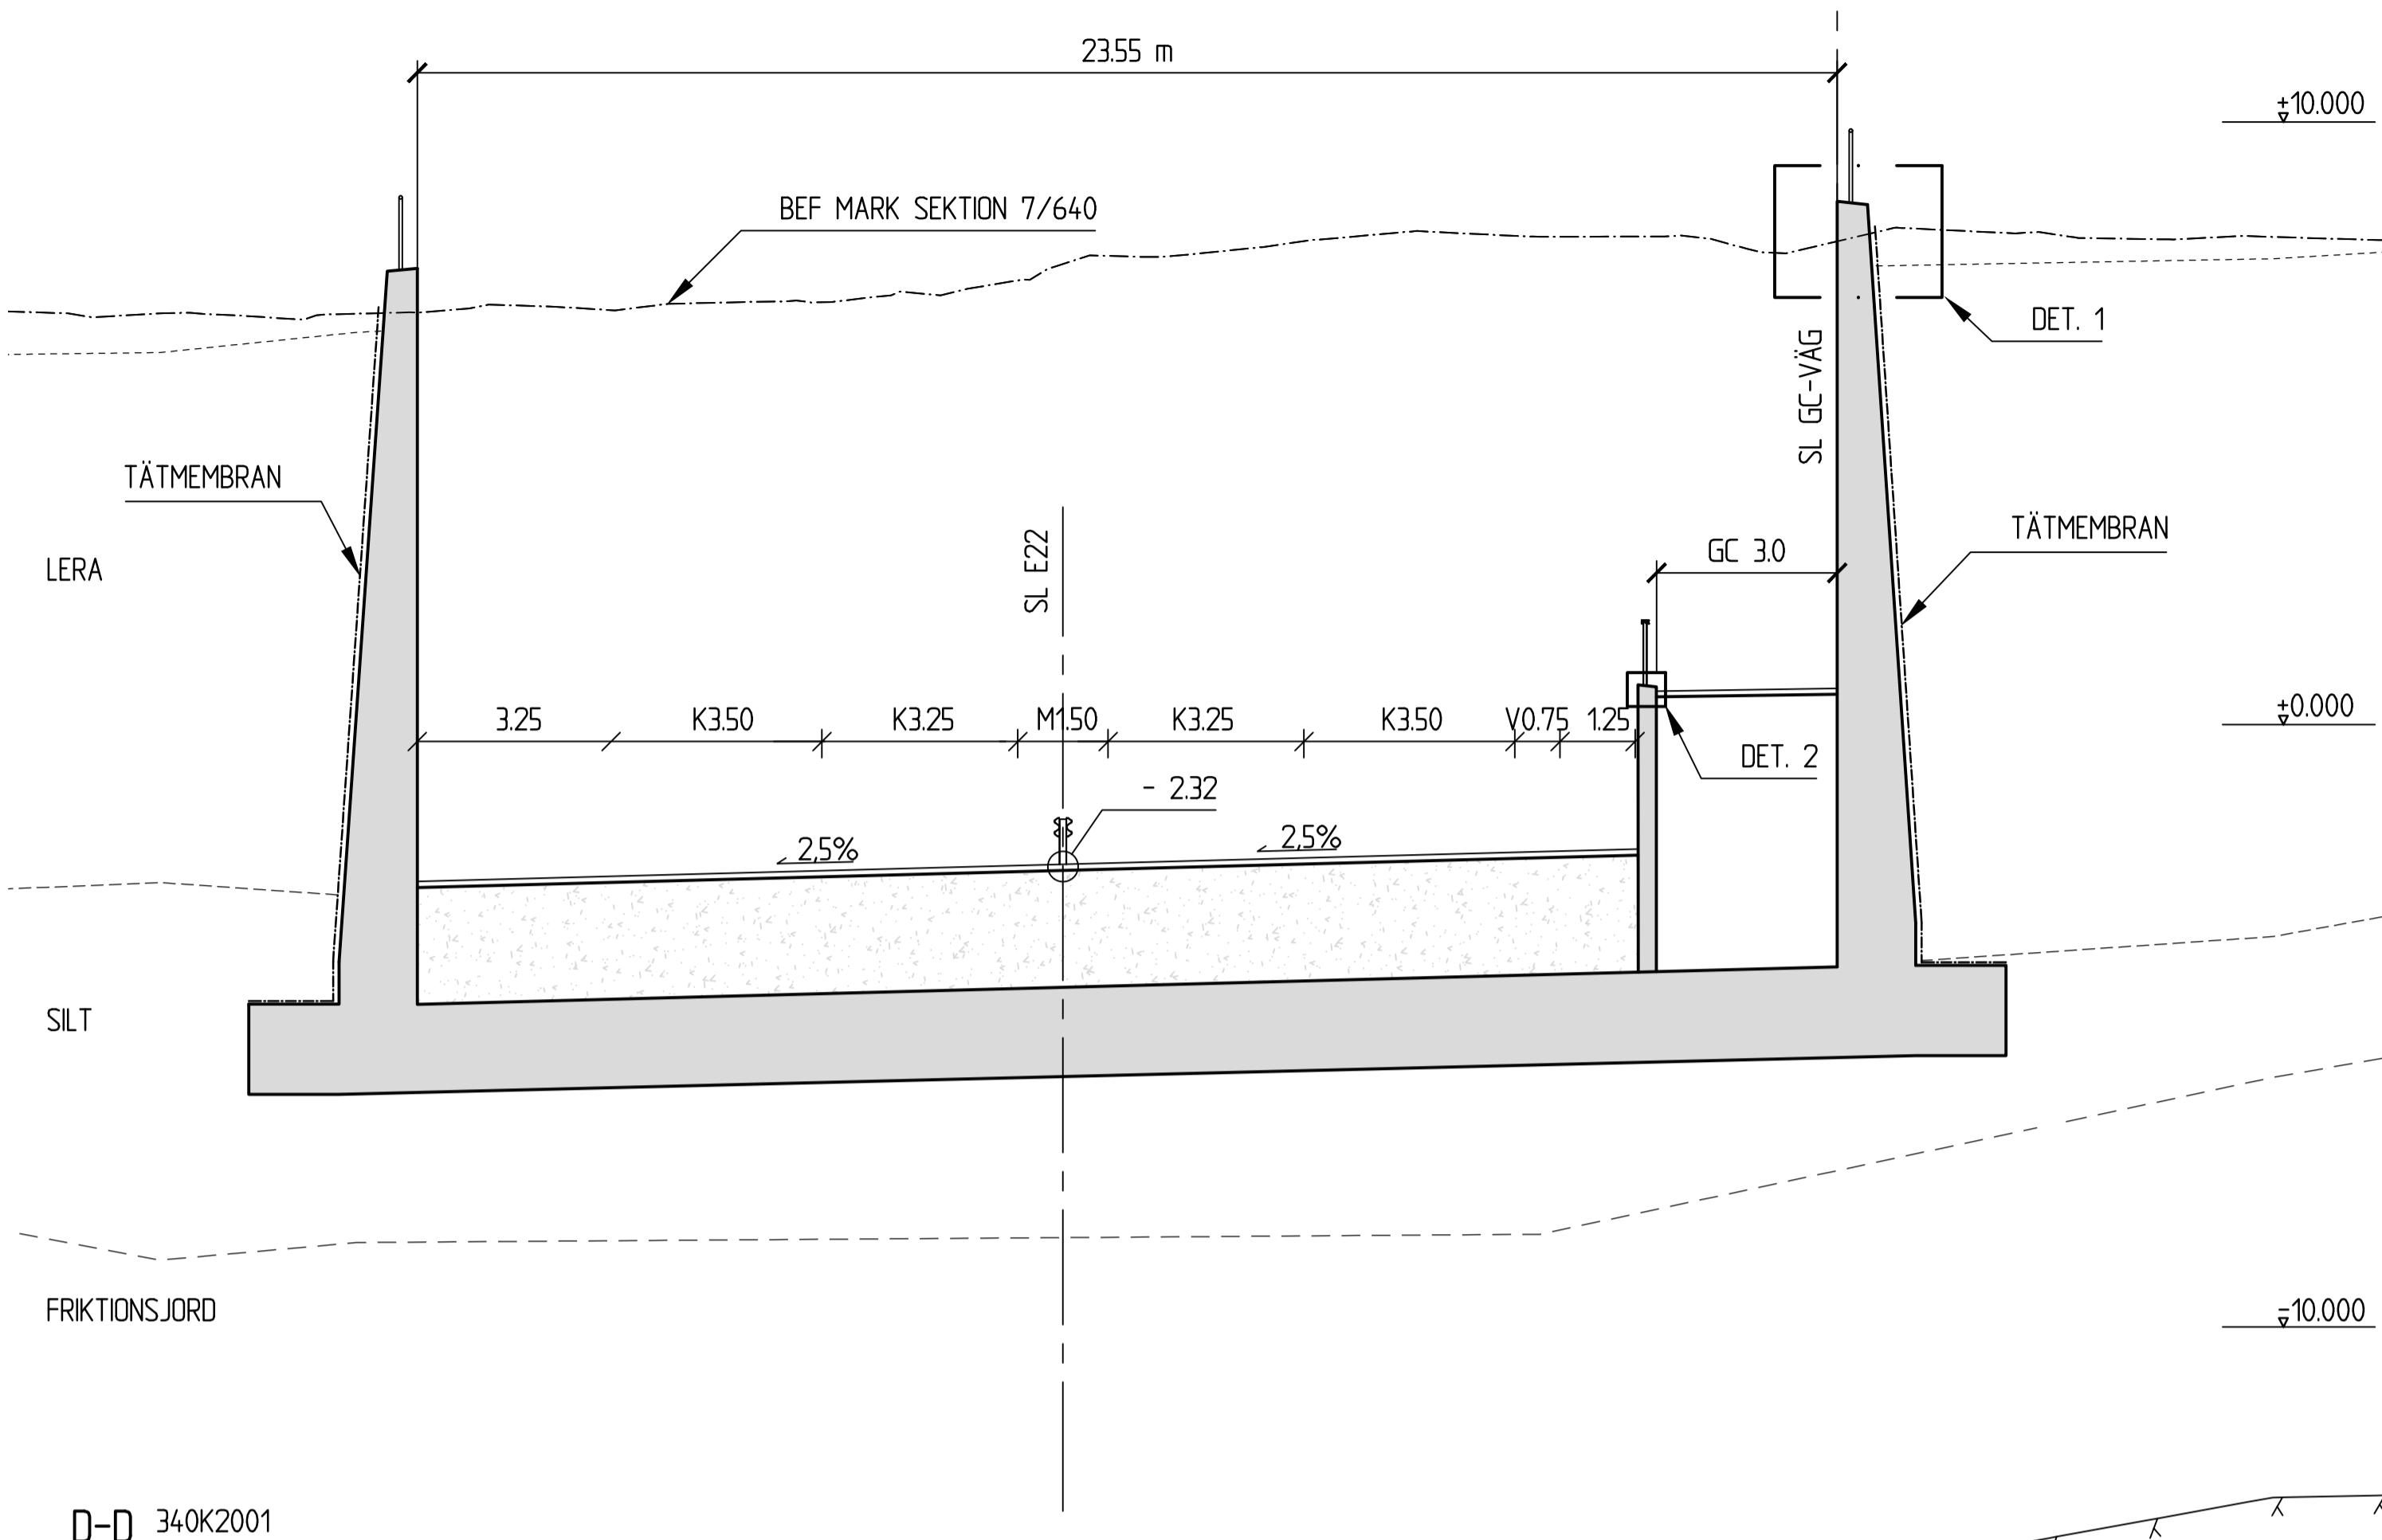 23.55 m
±10.000
BEF MARK SEKTION 7/640
DET. 1
SL GC-VÄG
TÄTMEMBRAN
TÄTMEMBRAN
SL E22
GC 3.0
LERA
±0.000
3.25 K3.50 K3.25 M1.50 K3.25 K3.50 V0.75 1.25
DET. 2
- 2.32
2,5% 2,5%
SILT
FRIKTIONSJORD
-10.000
D-D 340K2001